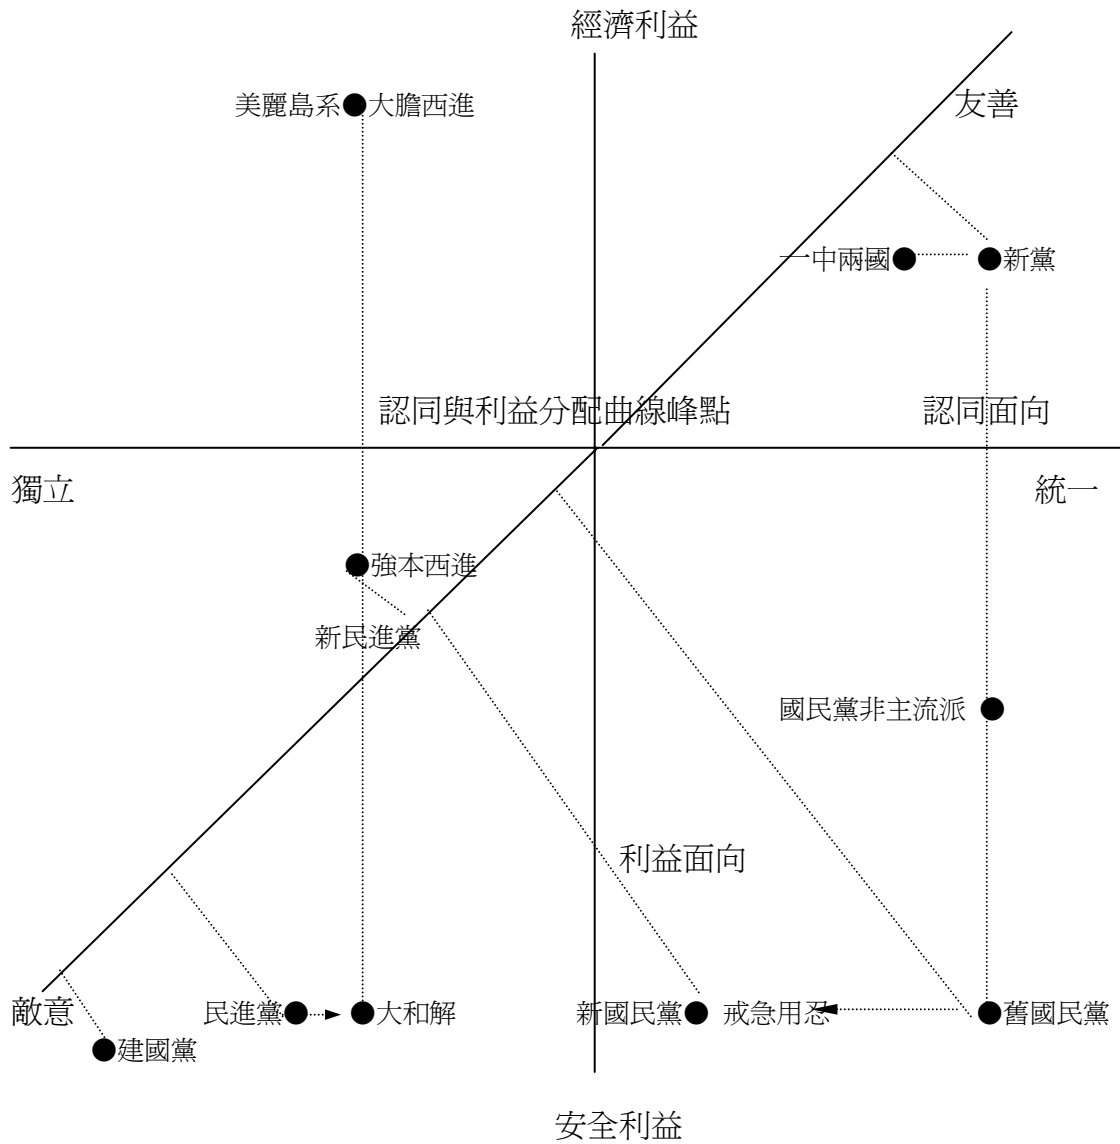 經濟利益
美麗島系 大膽西進
友善
一中兩國 新黨
認同與利益分配曲線峰點 認同面向
獨立 統一
強本西進
新民進黨
國民黨非主流派
利益面向
敵意 民進黨 大和解 新國民黨 戒急用忍 舊國民黨
建國黨
安全利益